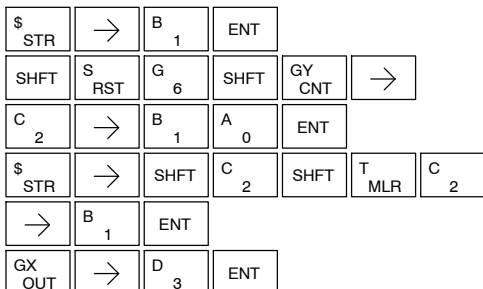 $ STR → B 1 ENT
SHFT S RST G 6 SHFT GY CNT →
C 2 → B 1 A 0 ENT
$ STR → SHFT C 2 SHFT T MLR C 2
→ B 1 ENT
GX OUT → D 3 ENT